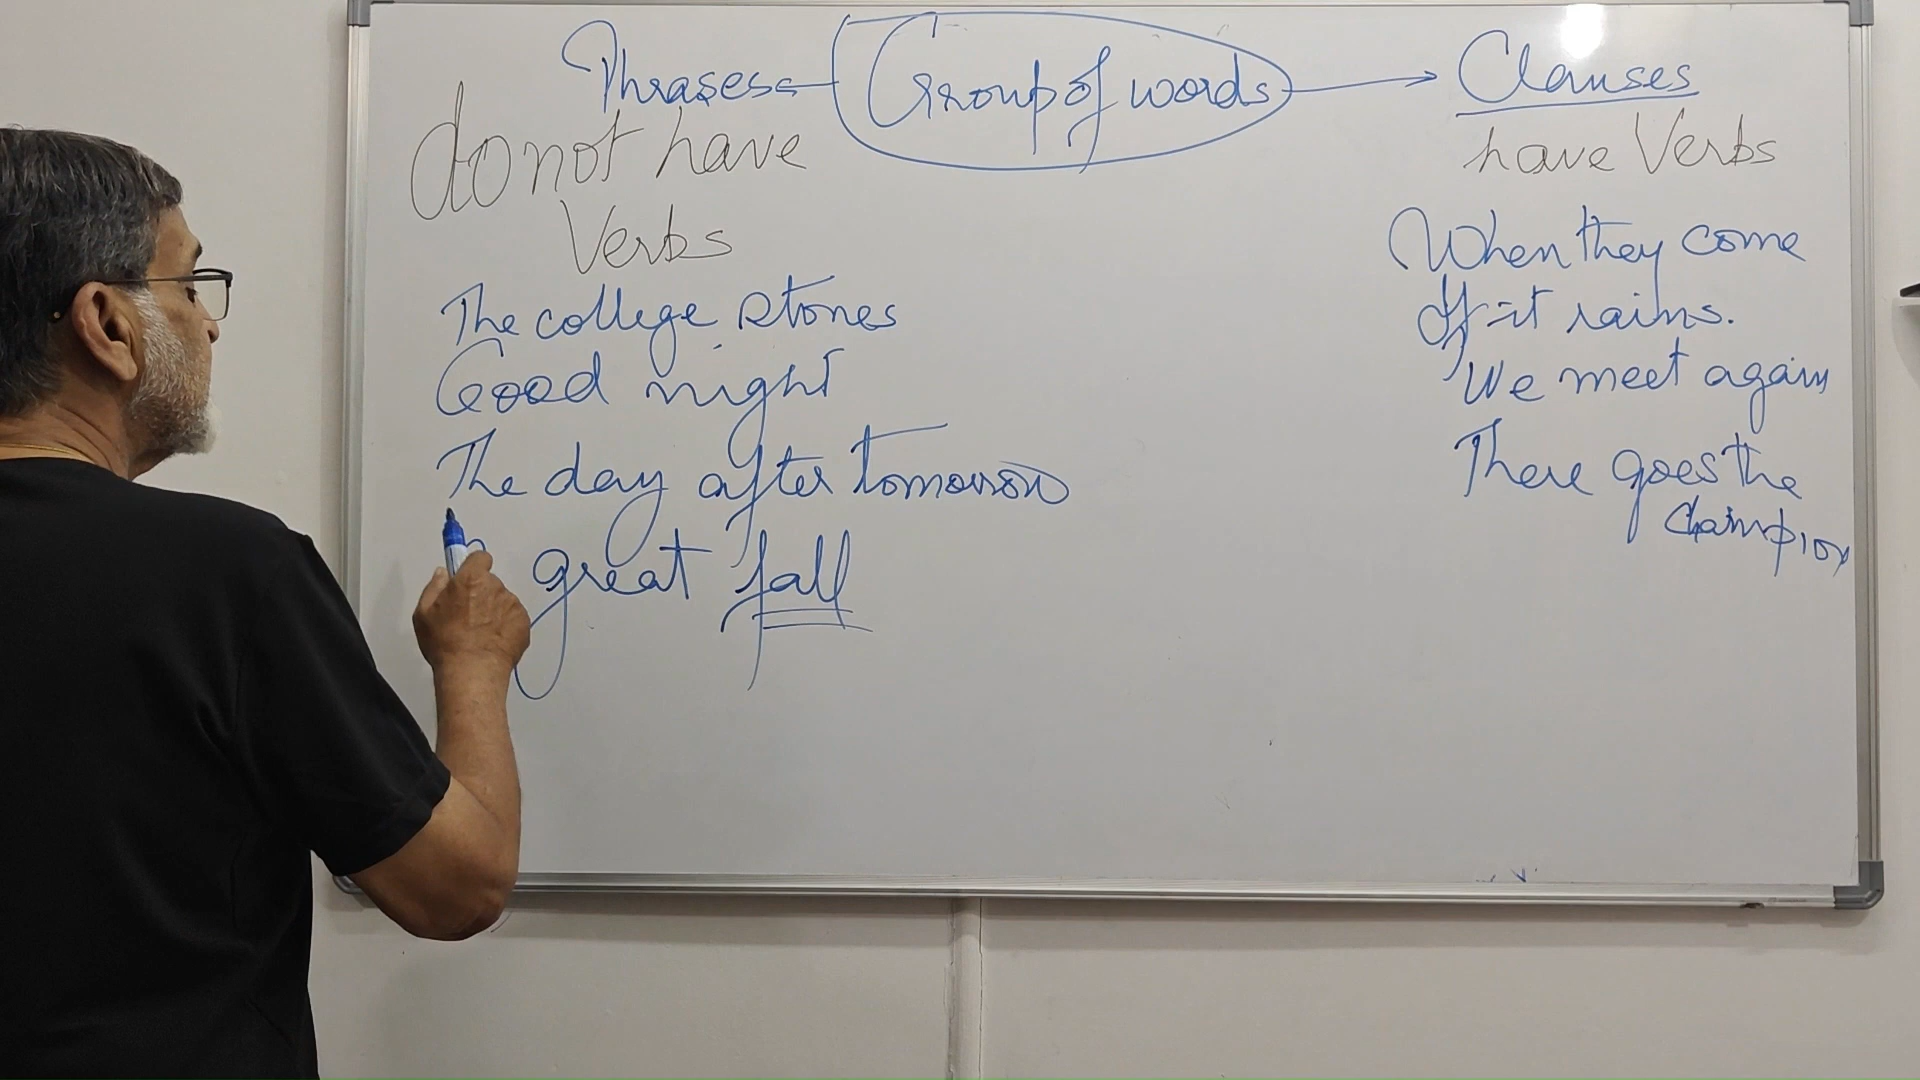 Phrases Group of words Clauses
do not have
Verbs
have Verbs
The college stores
Good night
The day after tomorrow
great fall
When they come
If it rains.
We meet again
There goes the
Champion